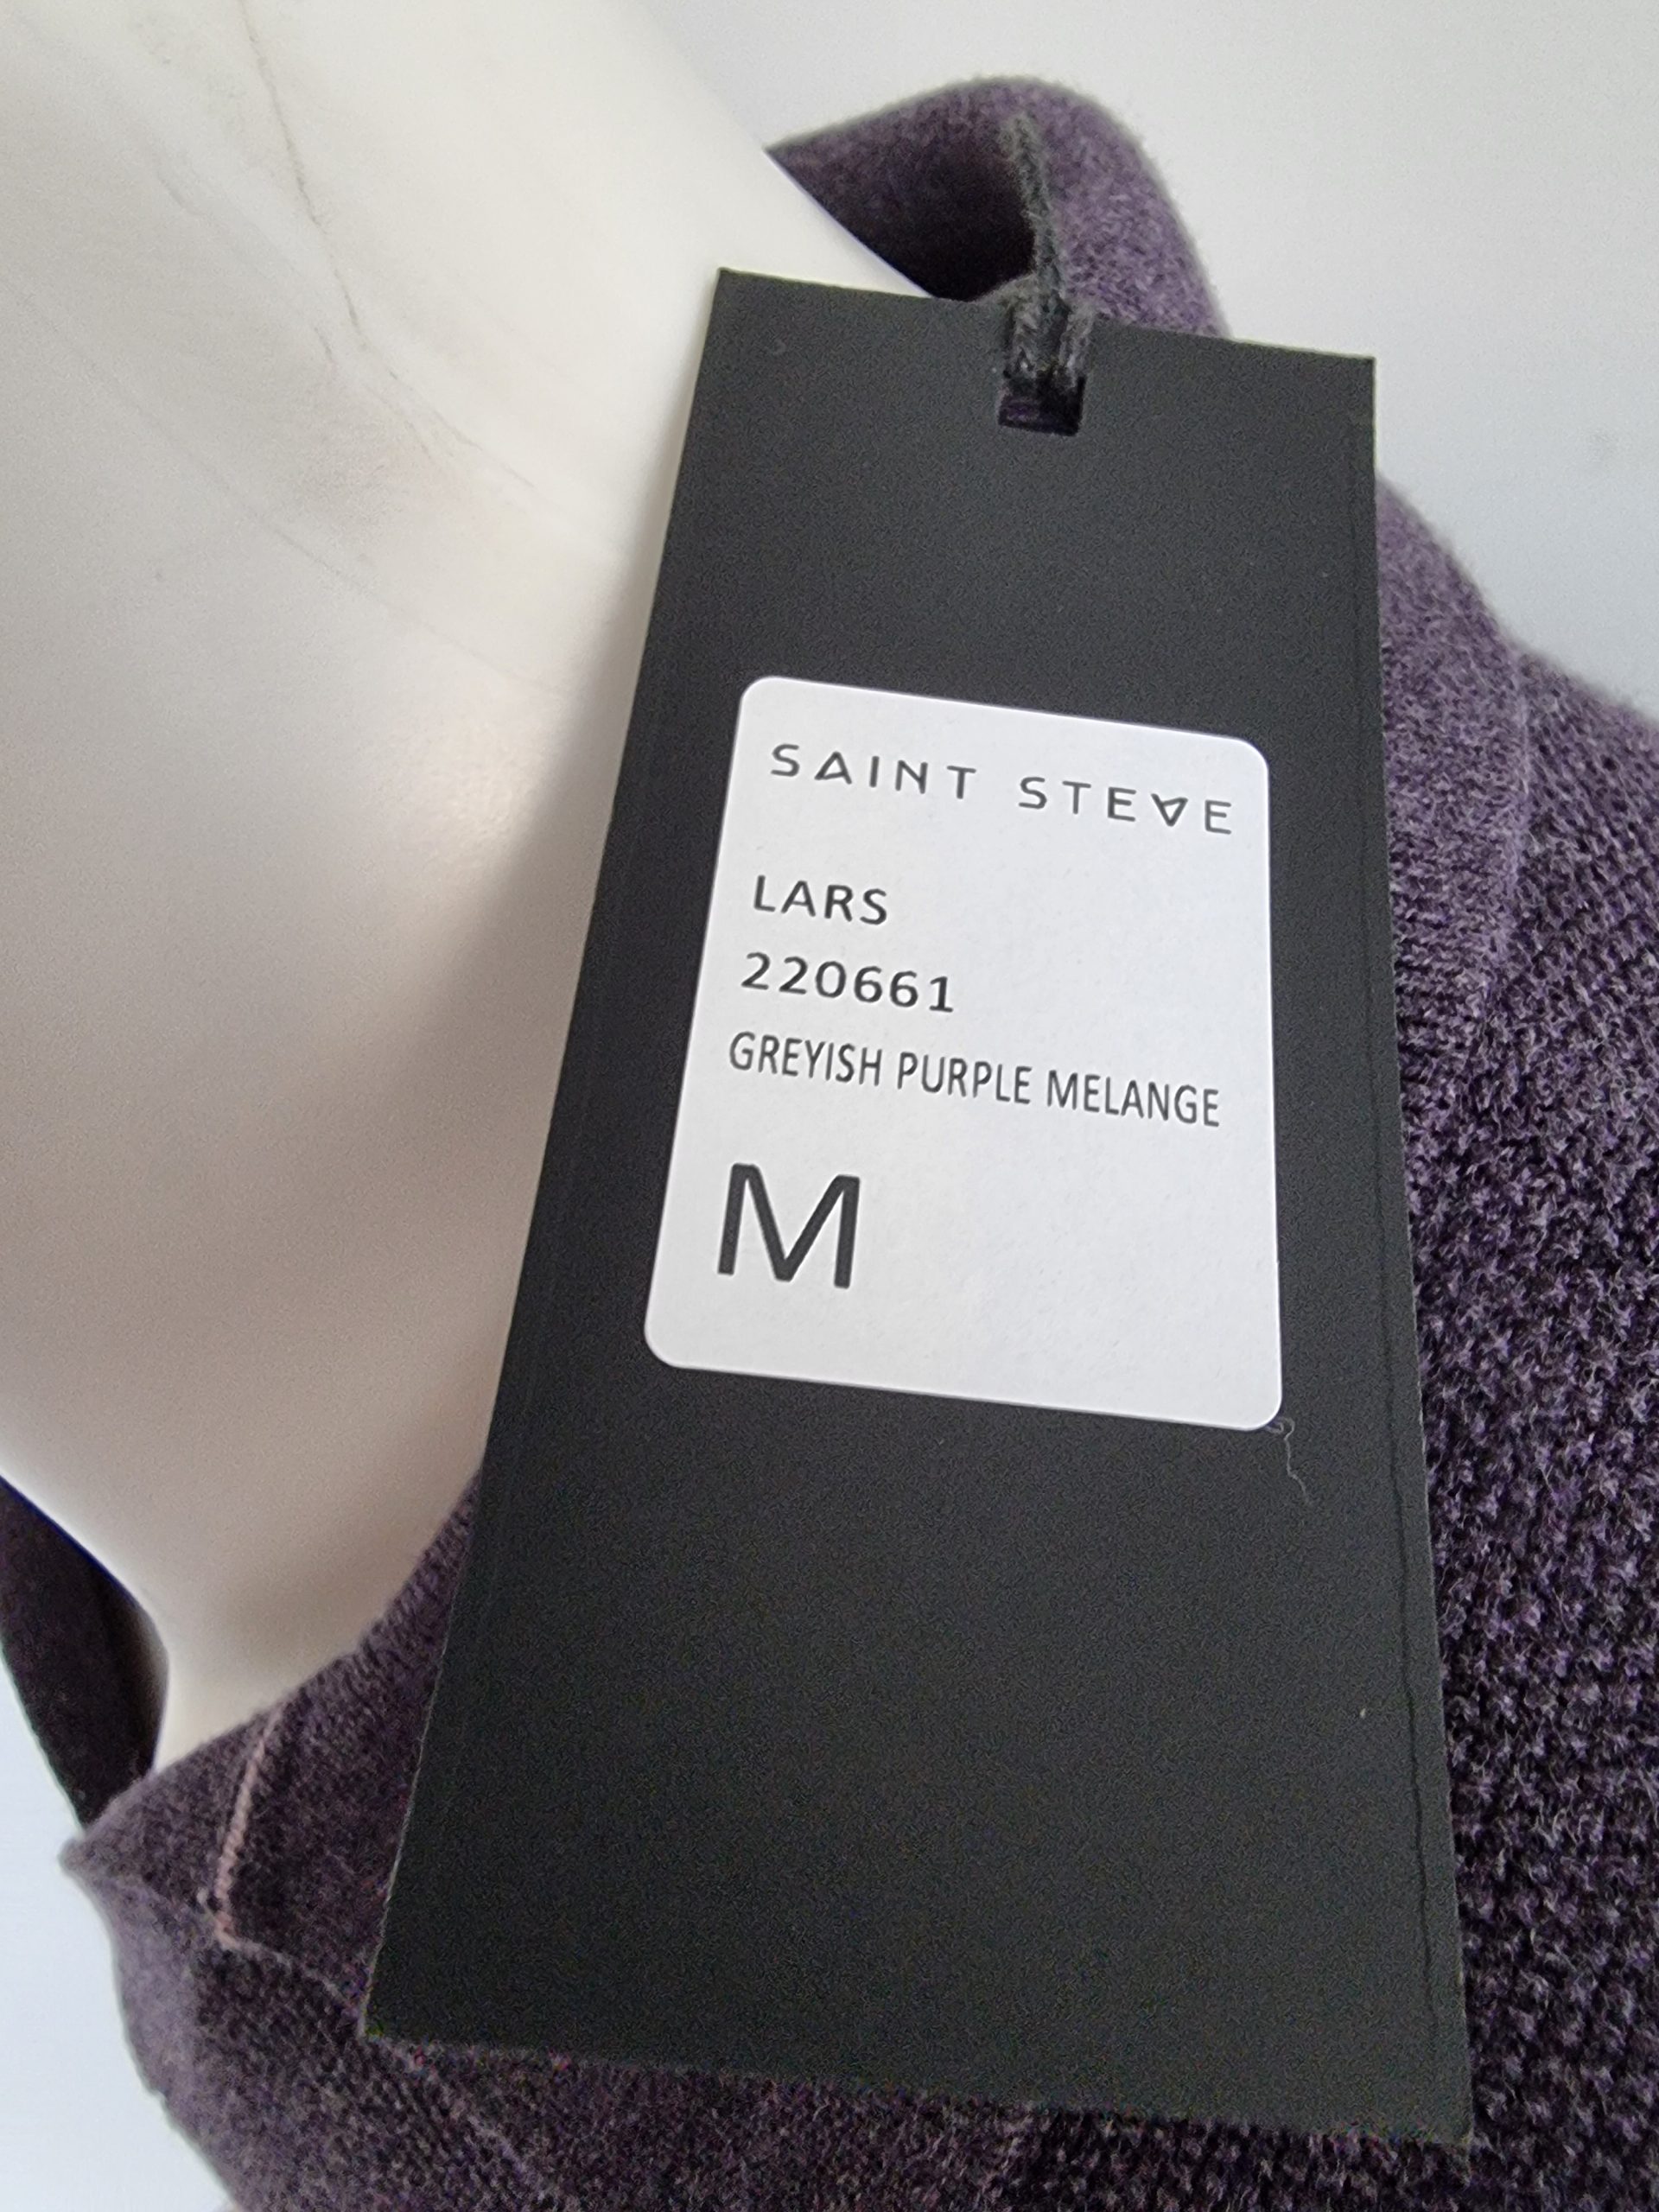 SAINT STEVE
LARS
220661
GREYISH PURPLE MELANGE
M